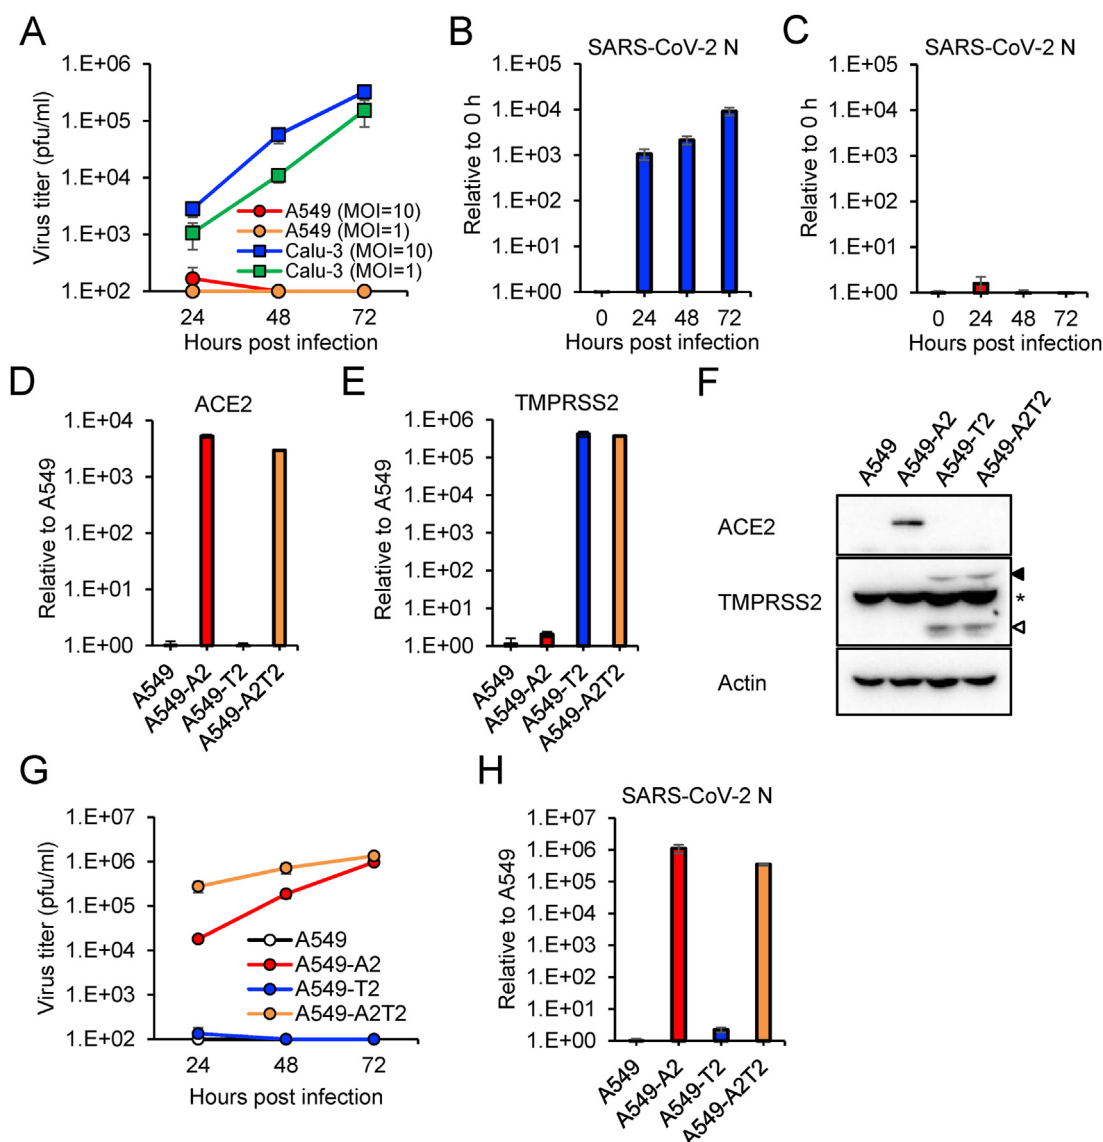 A
Virus titer (pfu/ml)
1.E+06
1.E+05
1.E+04
1.E+03
1.E+02
A549 (MOI=10)
A549 (MOI=1)
Calu-3 (MOI=10)
Calu-3 (MOI=1)
24 48 72
Hours post infection
B
SARS-CoV-2 N
Relative to 0 h
1.E+05
1.E+04
1.E+03
1.E+02
1.E+01
1.E+00
0 24 48 72
Hours post infection
C
SARS-CoV-2 N
Relative to 0 h
1.E+05
1.E+04
1.E+03
1.E+02
1.E+01
1.E+00
0 24 48 72
Hours post infection
D
ACE2
Relative to A549
1.E+04
1.E+03
1.E+02
1.E+01
1.E+00
A549
A549-A2
A549-T2
A549-A2T2
E
TMPRSS2
Relative to A549
1.E+06
1.E+05
1.E+04
1.E+03
1.E+02
1.E+01
1.E+00
A549
A549-A2
A549-T2
A549-A2T2
F
A549
A549-A2
A549-T2
A549-A2T2
ACE2
TMPRSS2
*
Actin
G
Virus titer (pfu/ml)
1.E+07
1.E+06
1.E+05
1.E+04
1.E+03
1.E+02
A549
A549-A2
A549-T2
A549-A2T2
24 48 72
Hours post infection
H
SARS-CoV-2 N
Relative to A549
1.E+07
1.E+06
1.E+05
1.E+04
1.E+03
1.E+02
1.E+01
1.E+00
A549
A549-A2
A549-T2
A549-A2T2